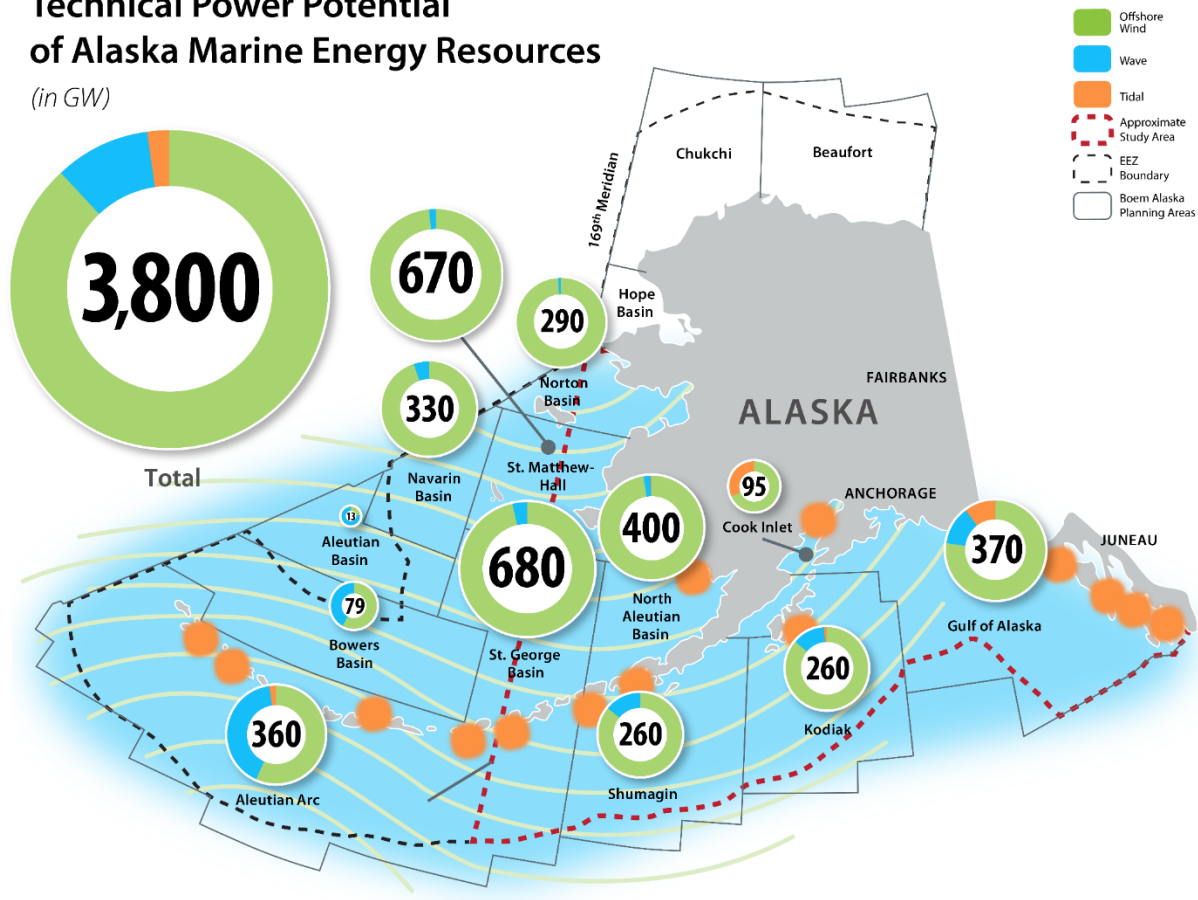 Technical Power Potential
of Alaska Marine Energy Resources
(in GW)
Offshore
Wind
Wave
Tidal
Approximate
Study Area
EEZ
Boundary
Boem Alaska
Planning Areas
3,800
Total
169th Meridian
Chukchi
Beaufort
Hope
Basin
670
290
Norton
Basin
330
Navarin
Basin
St. Matthew-
Hall
FAIRBANKS
ALASKA
ANCHORAGE
JUNEAU
95
Cook Inlet
13
Aleutian
Basin
79
Bowers
Basin
680
St. George
Basin
400
North
Aleutian
Basin
370
Gulf of Alaska
260
Kodiak
260
Shumagin
360
Aleutian Arc